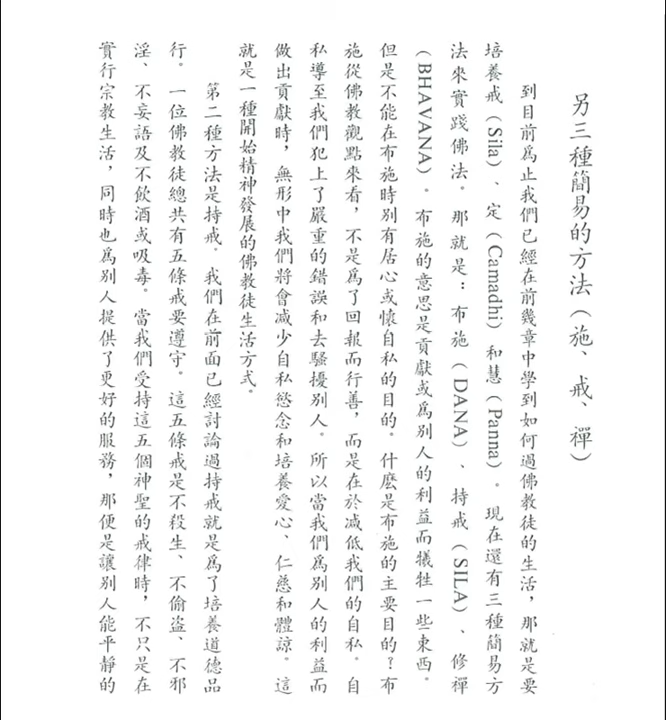 另三種簡易的方法（施、戒、禪）
到目前爲止我們已經在前幾章中學到如何過佛教徒的生活，那就是要
培養戒（Sila）、定（Camadhi）和慧（Panna）。現在還有三種簡易方
法來實踐佛法。那就是：布施（DANA）、持戒（SILA）、修禪
（BHAVANA）。布施的意思是貢獻或爲別人的利益而犧牲一些東西。
但是不能在布施時別有居心或懷自私的目的。什麼是布施的主要目的？布
施從佛教觀點來看，不是爲了回報而行善，而是在於减低我們的自私。自
私導至我們犯上了嚴重的錯誤和去騷擾別人。所以當我們爲別人的利益而
做出貢獻時，無形中我們將會减少自私慾念和培養愛心、仁慈和體諒。這
就是一種開始精神發展的佛教徒生活方式。
第二種方法是持戒。我們在前面已經討論過持戒就是爲了培養道德品
行。一位佛教徒總共有五條戒要遵守。這五條戒是不殺生、不偷盜、不邪
淫、不妄語及不飲酒或吸毒。當我們受持這五個神聖的戒律時，不只是在
實行宗教生活，同時也爲別人提供了更好的服務，那便是讓別人能平靜的